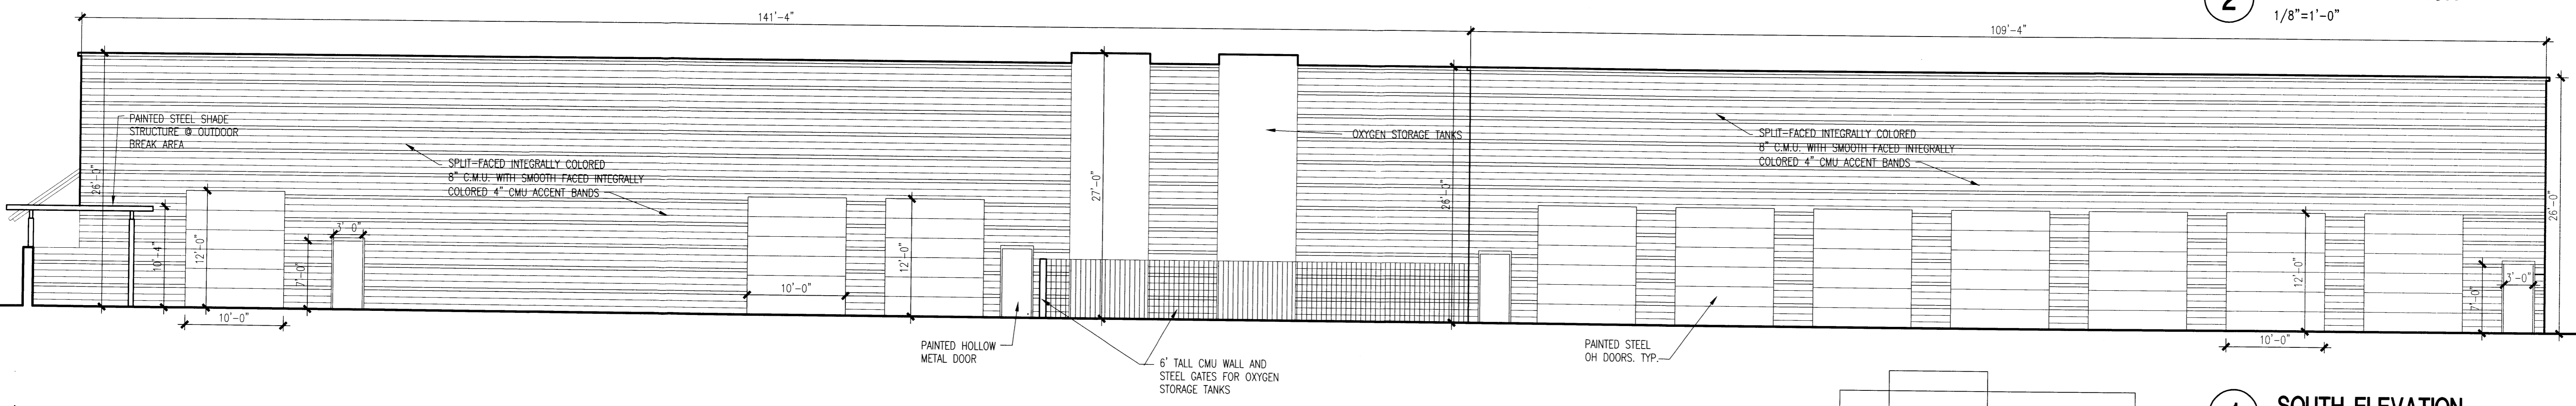 2
1/8"=1'-0"
141'-4"
109'-4"
PAINTED STEEL SHADE
STRUCTURE @ OUTDOOR
BREAK AREA
26'-0"
SPLIT-FACED INTEGRALLY COLORED
8" C.M.U. WITH SMOOTH FACED INTEGRALLY
COLORED 4" CMU ACCENT BANDS
27'-0"
OXYGEN STORAGE TANKS
26'-0"
SPLIT-FACED INTEGRALLY COLORED
8" C.M.U. WITH SMOOTH FACED INTEGRALLY
COLORED 4" CMU ACCENT BANDS
26'-0"
10'-4"
12'-0"
10'-0"
7'-0"
3'-0"
10'-0"
12'-0"
12'-0"
10'-0"
7'-0"
3'-0"
PAINTED HOLLOW
METAL DOOR
6' TALL CMU WALL AND
STEEL GATES FOR OXYGEN
STORAGE TANKS
PAINTED STEEL
OH DOORS. TYP.
SOUTH ELEVATION